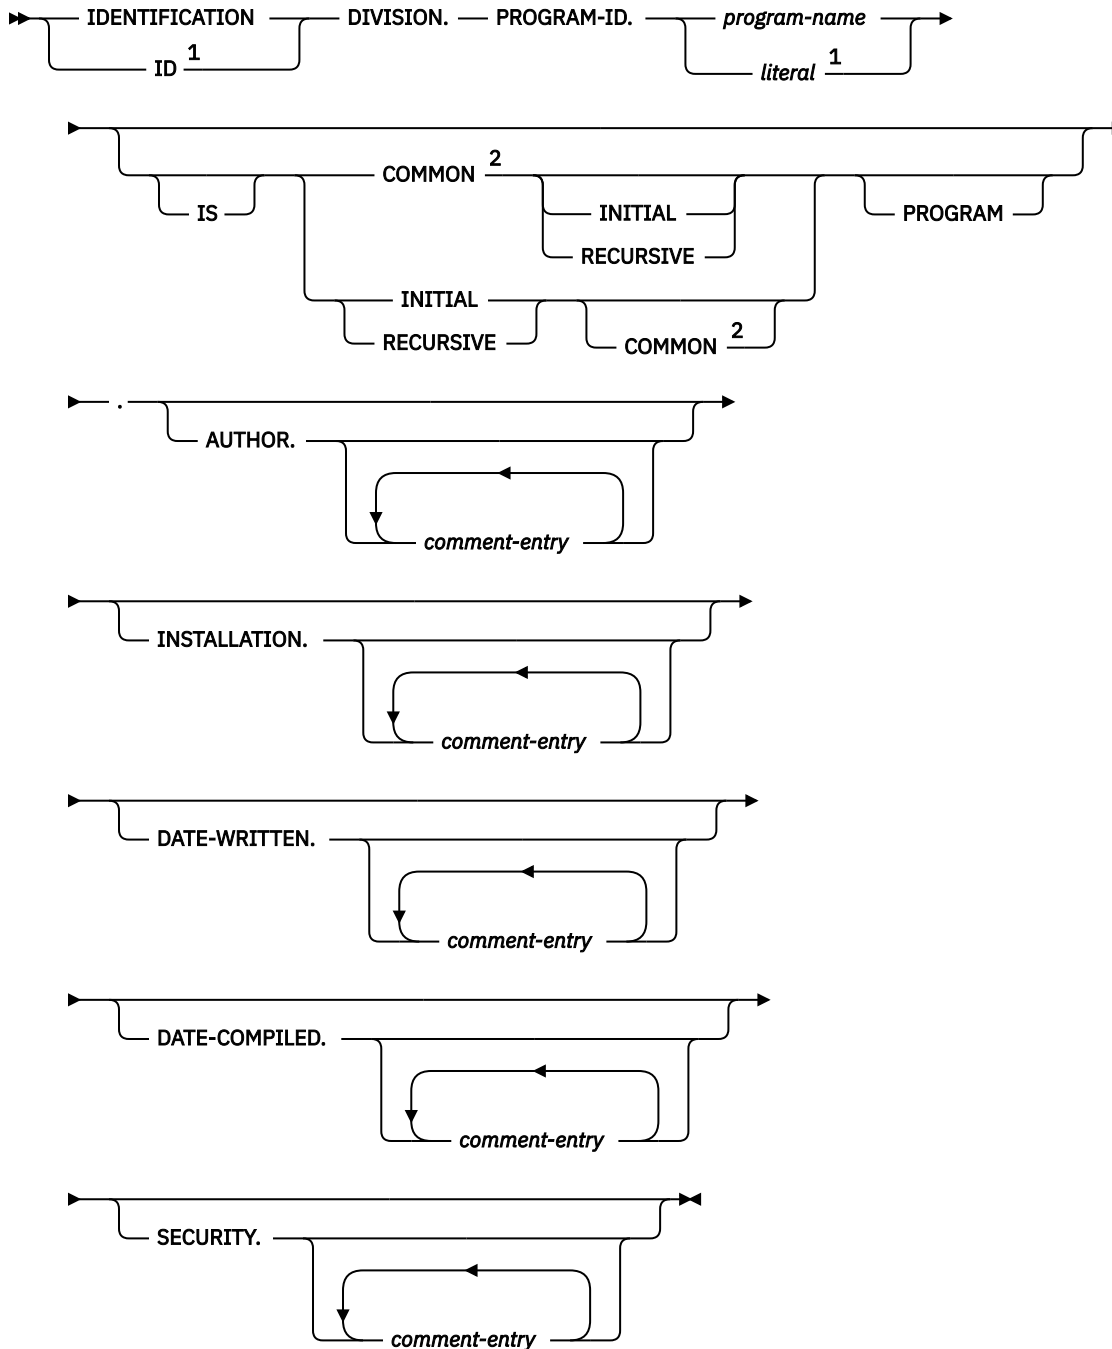 IDENTIFICATION DIVISION. PROGRAM-ID. program-name
ID 1 literal 1
COMMON 2
IS INITIAL PROGRAM
RECURSIVE
INITIAL
RECURSIVE COMMON 2
.
AUTHOR.
comment-entry
INSTALLATION.
comment-entry
DATE-WRITTEN.
comment-entry
DATE-COMPILED.
comment-entry
SECURITY.
comment-entry